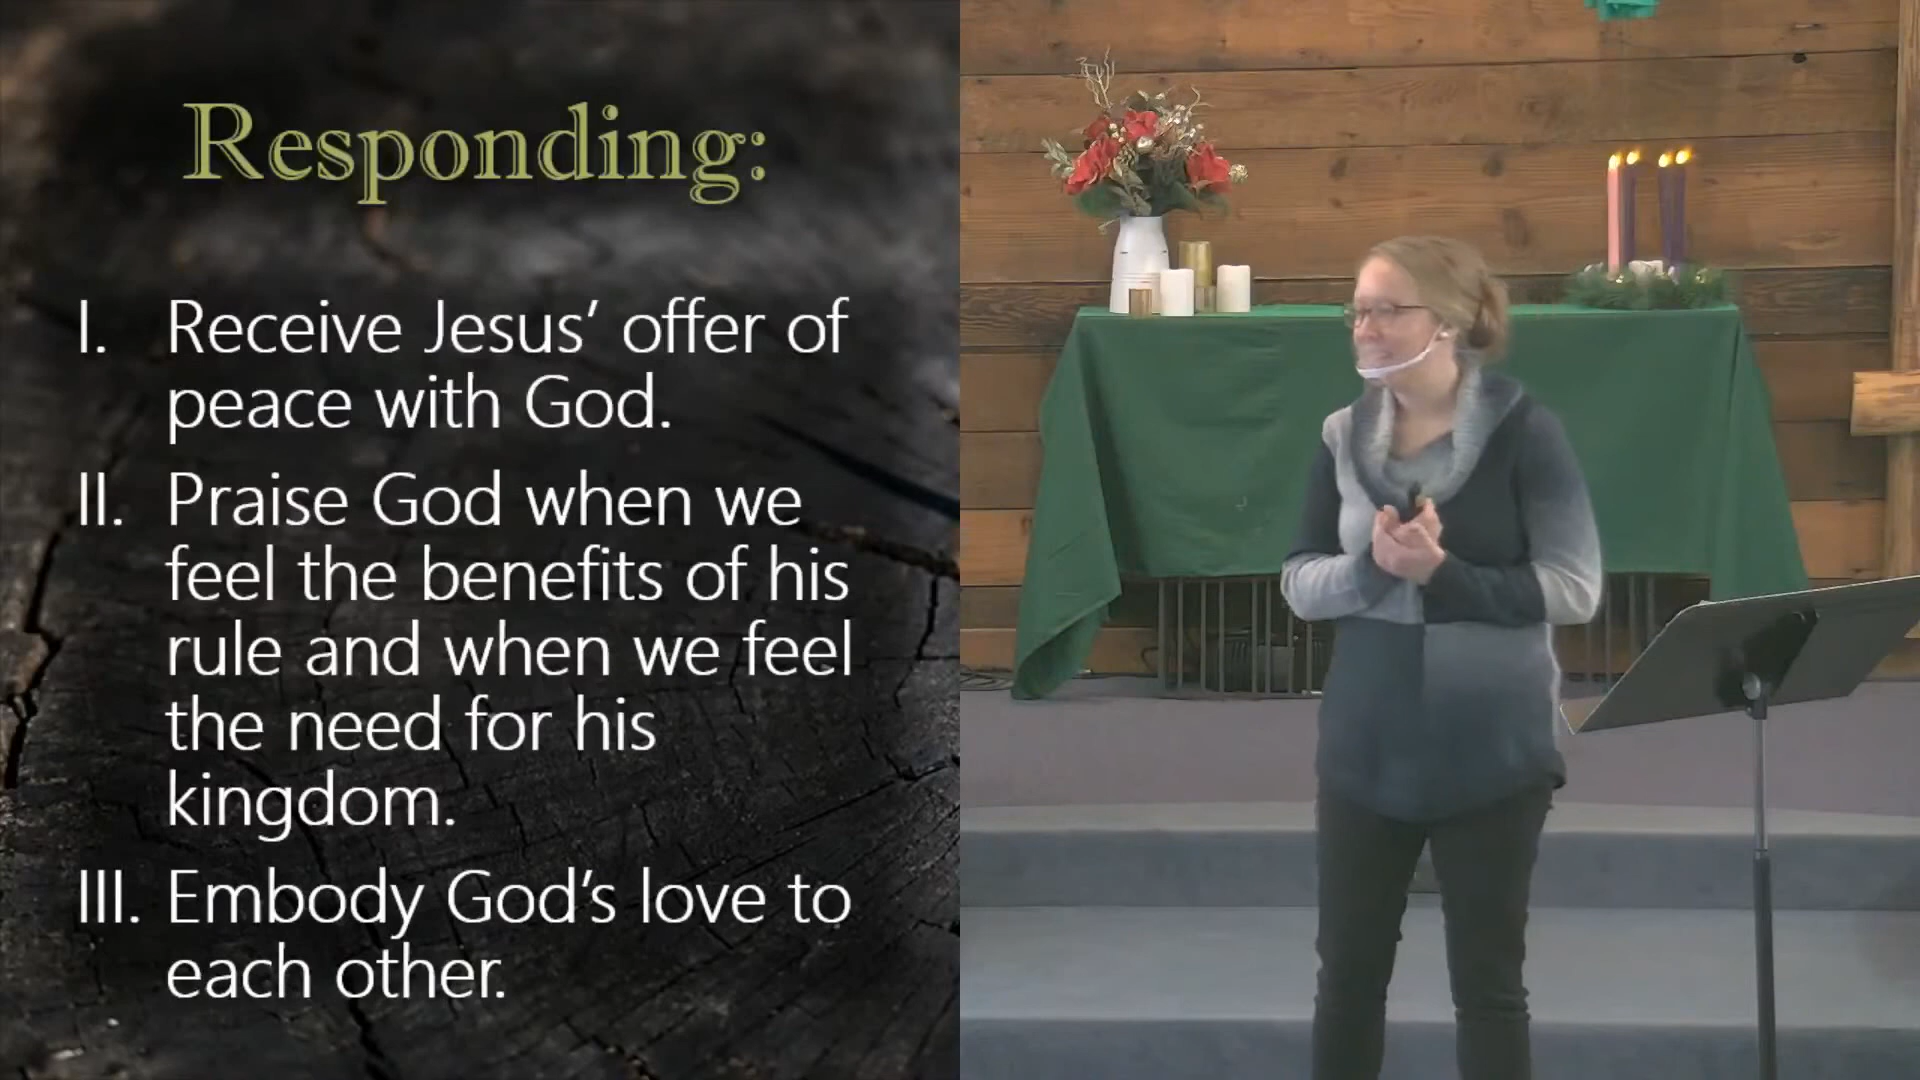 Responding:
I. Receive Jesus’ offer of
peace with God.
II. Praise God when we
feel the benefits of his
rule and when we feel
the need for his
kingdom.
III. Embody God’s love to
each other.